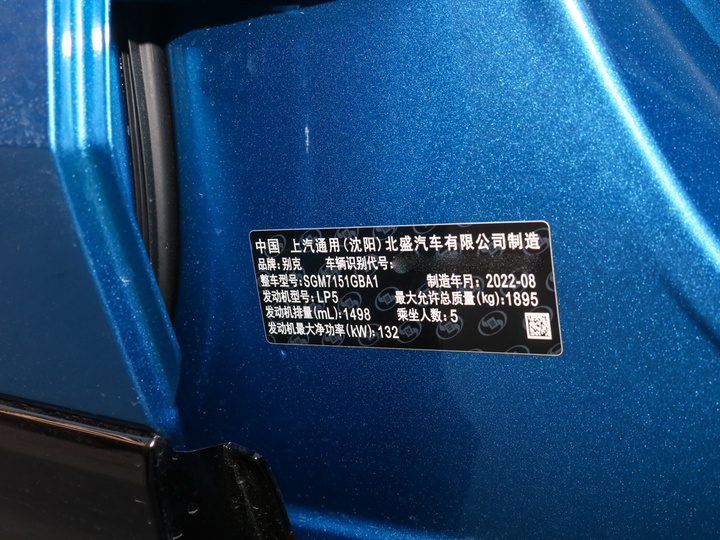 中国 上汽通用(沈阳)北盛汽车有限公司制造
品牌:别克 车辆识别代号:
整车型号:SGM7151GBA1 制造年月:2022-08
发动机型号:LP5 最大允许总质量(kg):1895
发动机排量(mL):1498 乘坐人数:5
发动机最大净功率(kW):132